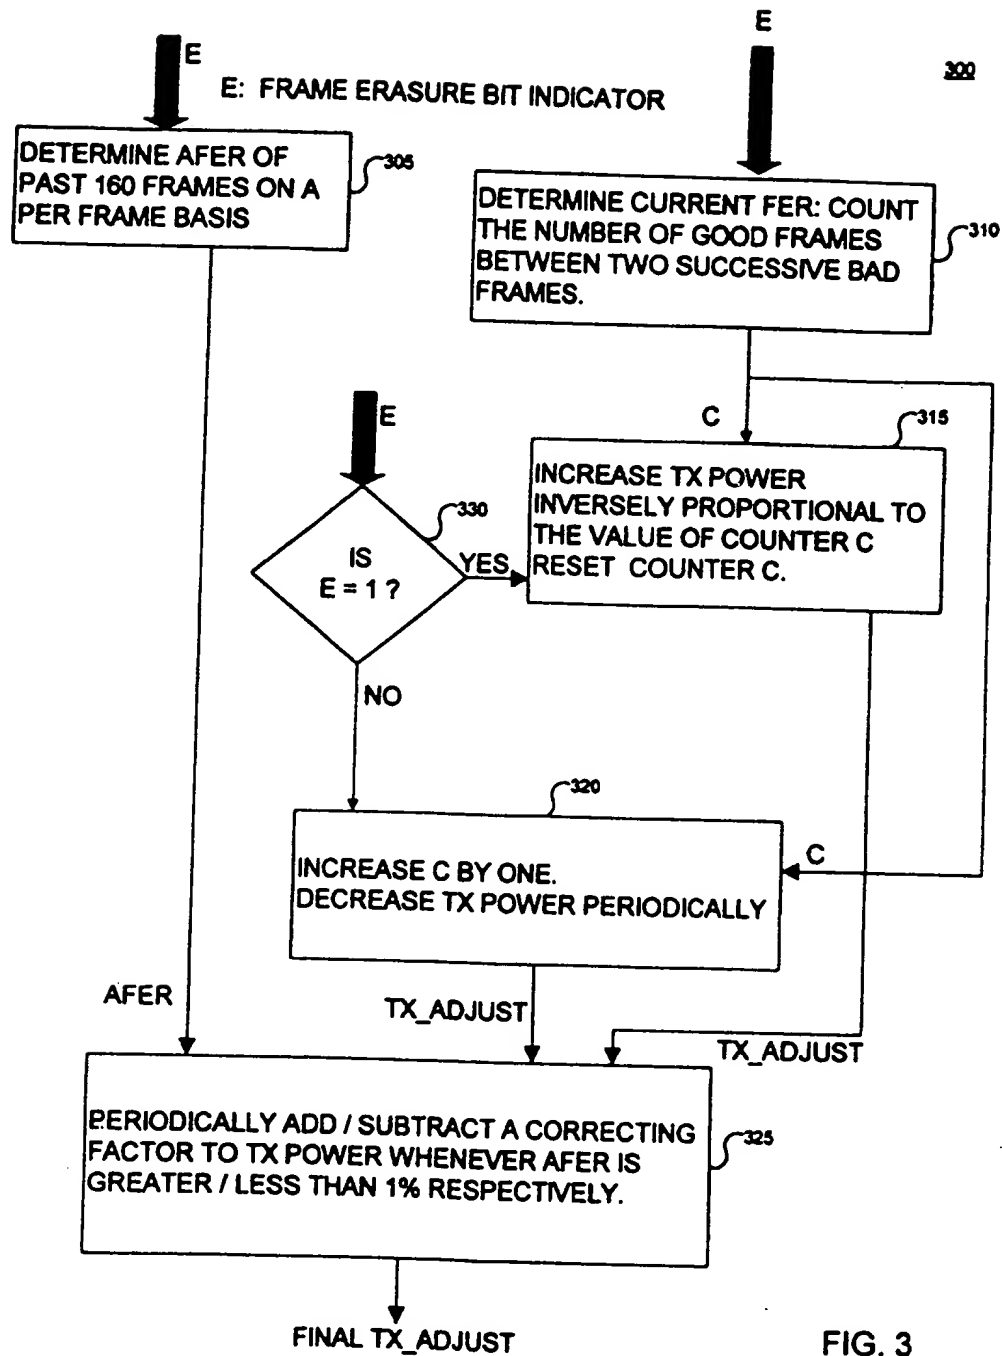 E
E
300
E: FRAME ERASURE BIT INDICATOR
DETERMINE AFER OF
PAST 160 FRAMES ON A
PER FRAME BASIS
305
DETERMINE CURRENT FER: COUNT
THE NUMBER OF GOOD FRAMES
BETWEEN TWO SUCCESSIVE BAD
FRAMES.
310
E
C
315
INCREASE TX POWER
INVERSELY PROPORTIONAL TO
THE VALUE OF COUNTER C
RESET COUNTER C.
330
IS
E = 1 ?
YES
NO
320
INCREASE C BY ONE.
DECREASE TX POWER PERIODICALLY
C
AFER
TX_ADJUST
TX_ADJUST
PERIODICALLY ADD / SUBTRACT A CORRECTING
FACTOR TO TX POWER WHENEVER AFER IS
GREATER / LESS THAN 1% RESPECTIVELY.
325
FINAL TX_ADJUST
FIG. 3